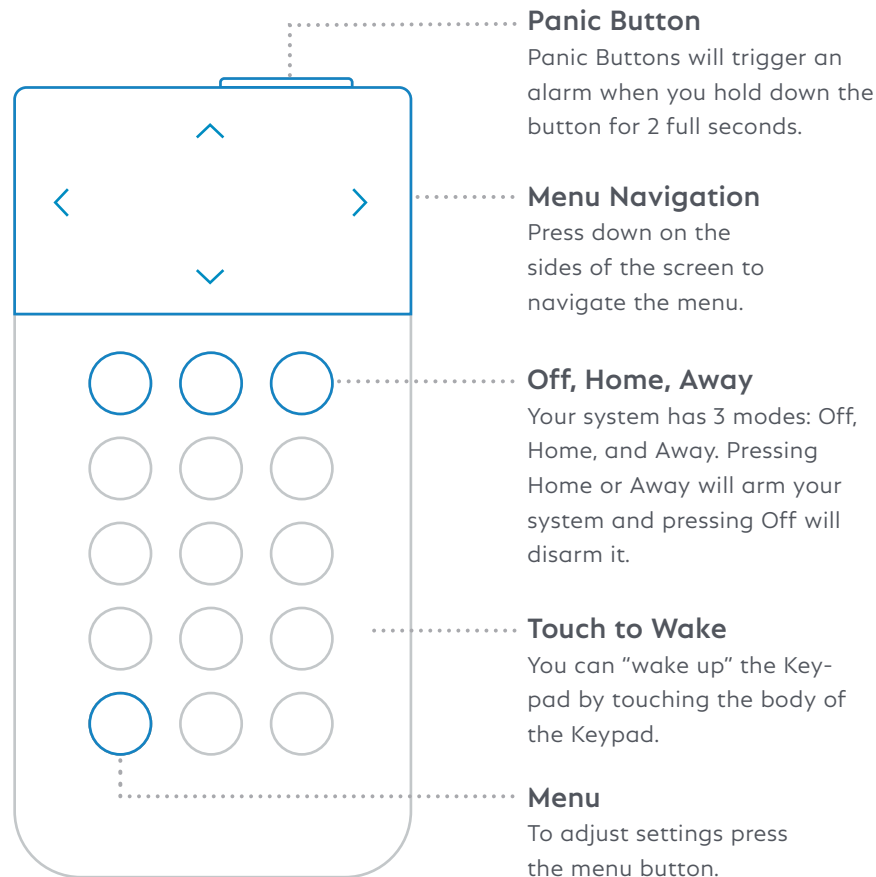 Panic Button
Panic Buttons will trigger an
alarm when you hold down the
button for 2 full seconds.
Menu Navigation
Press down on the
sides of the screen to
navigate the menu.
Off, Home, Away
Your system has 3 modes: Off,
Home, and Away. Pressing
Home or Away will arm your
system and pressing Off will
disarm it.
Touch to Wake
You can “wake up” the Key-
pad by touching the body of
the Keypad.
Menu
To adjust settings press
the menu button.